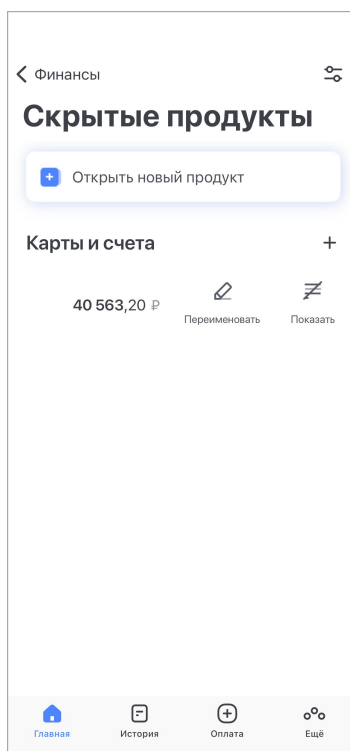 Финансы
Скрытые продукты
Открыть новый продукт
Карты и счета
40 563,20 ₽
Переименовать Показать
Главная История Оплата Ещё